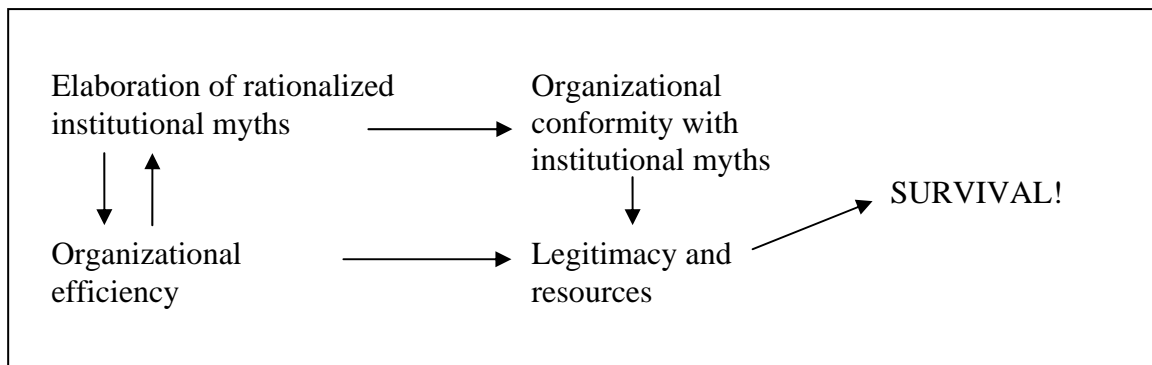 Elaboration of rationalized
institutional myths
Organizational
conformity with
institutional myths
SURVIVAL!
Organizational
efficiency
Legitimacy and
resources